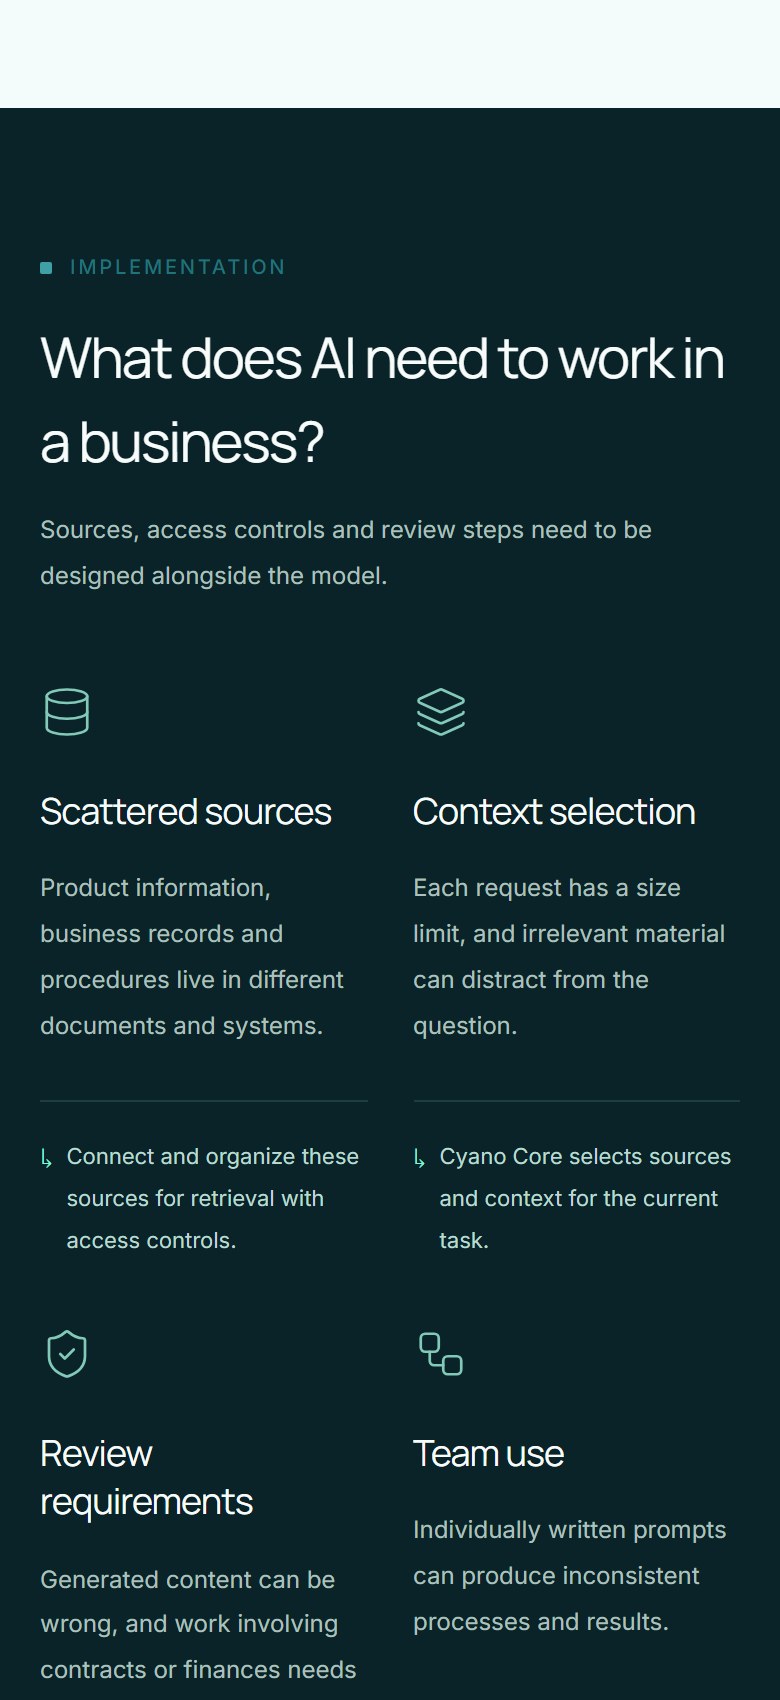 IMPLEMENTATION
What does AI need to work in
a business?
Sources, access controls and review steps need to be
designed alongside the model.
Scattered sources
Product information,
business records and
procedures live in different
documents and systems.
↳ Connect and organize these
sources for retrieval with
access controls.
Context selection
Each request has a size
limit, and irrelevant material
can distract from the
question.
↳ Cyano Core selects sources
and context for the current
task.
Review
requirements
Generated content can be
wrong, and work involving
contracts or finances needs
Team use
Individually written prompts
can produce inconsistent
processes and results.